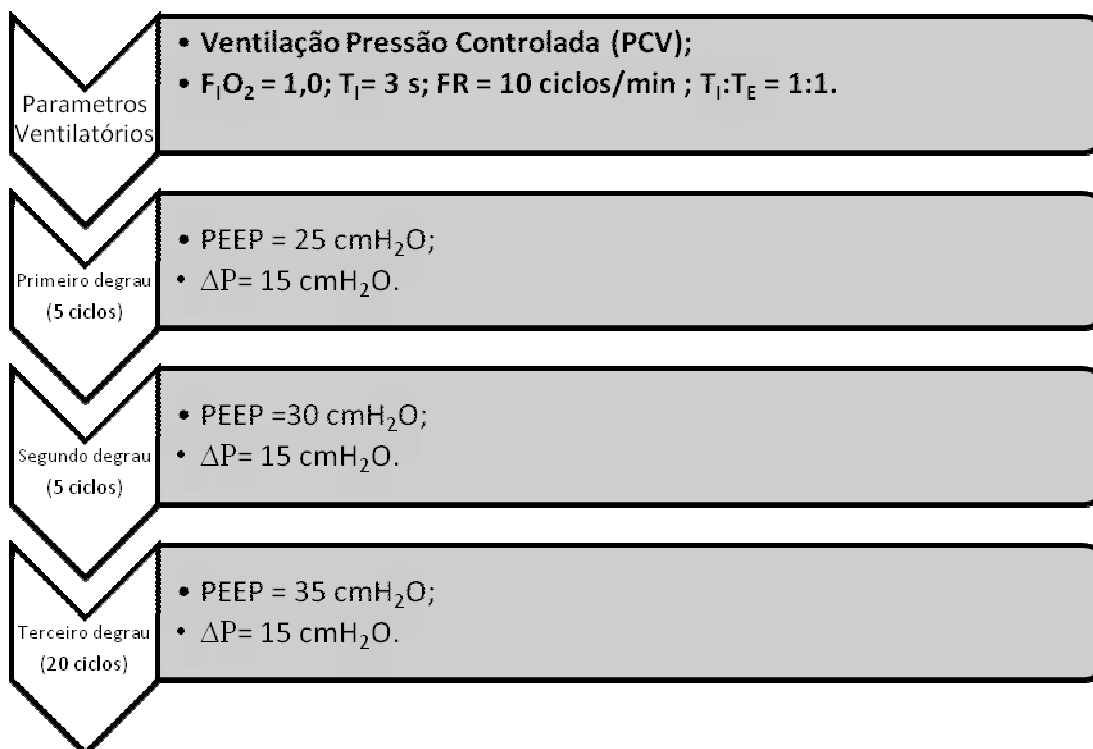 Parametros
Ventilatórios
• Ventilação Pressão Controlada (PCV);
• FIO2 = 1,0; TI= 3 s; FR = 10 ciclos/min ; TI:TE = 1:1.
Primeiro degrau
(5 ciclos)
• PEEP = 25 cmH2O;
• ΔP= 15 cmH2O.
Segundo degrau
(5 ciclos)
• PEEP =30 cmH2O;
• ΔP= 15 cmH2O.
Terceiro degrau
(20 ciclos)
• PEEP = 35 cmH2O;
• ΔP= 15 cmH2O.